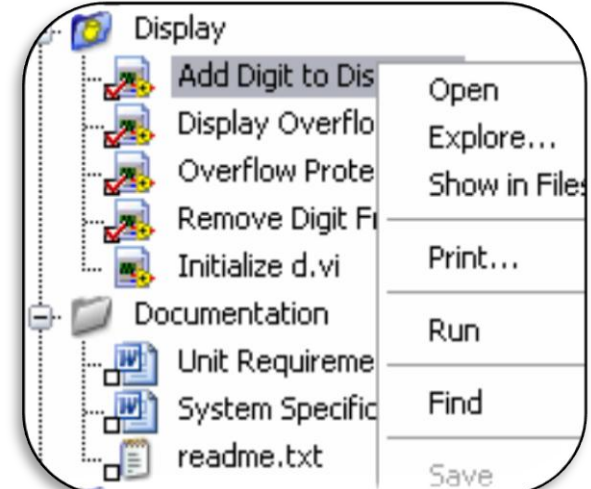 Display
Add Digit to Dis
Display Overflo
Overflow Prote
Remove Digit F
Initialize d.vi
Documentation
Unit Requireme
System Specific
readme.txt
Open
Explore...
Show in Files
Print...
Run
Find
Save